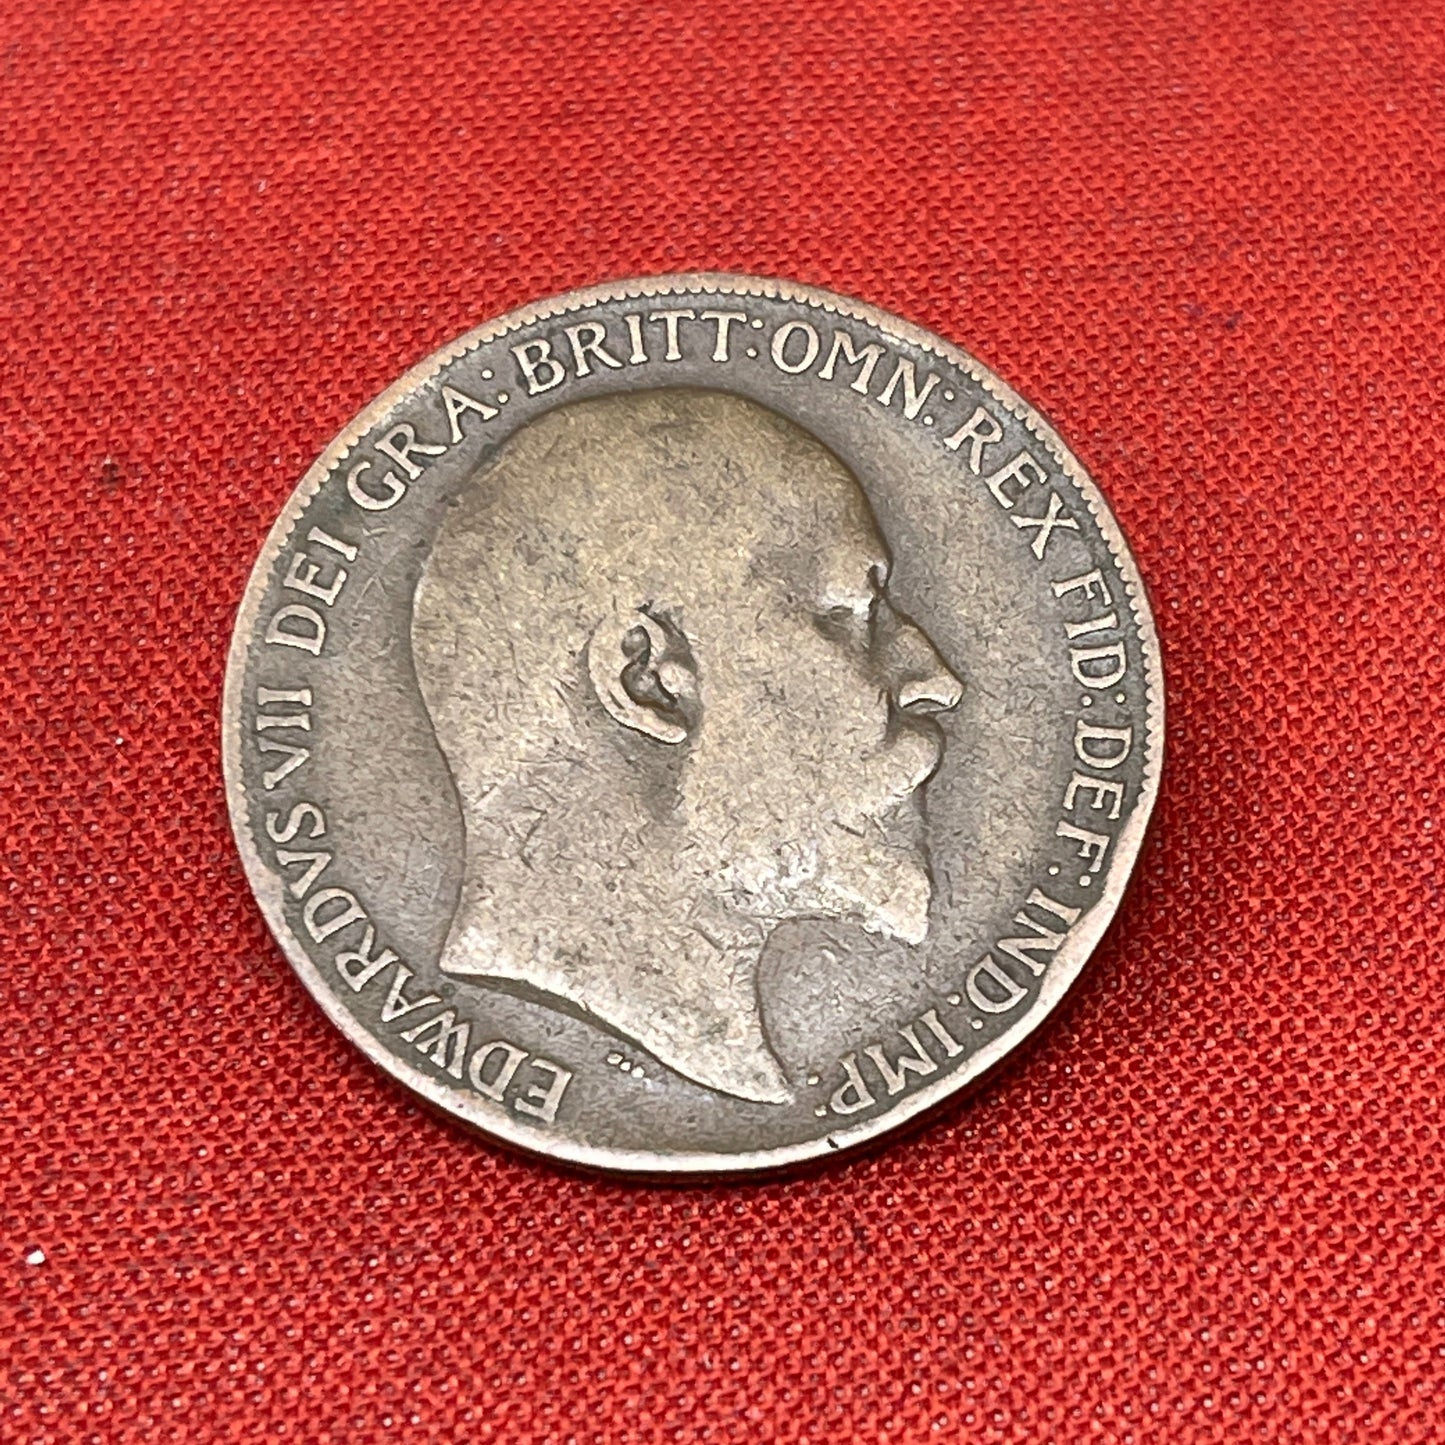 EDWARDVS VII DEI GRA: BRITT: OMN: REX FID: DEF: IND: IMP: